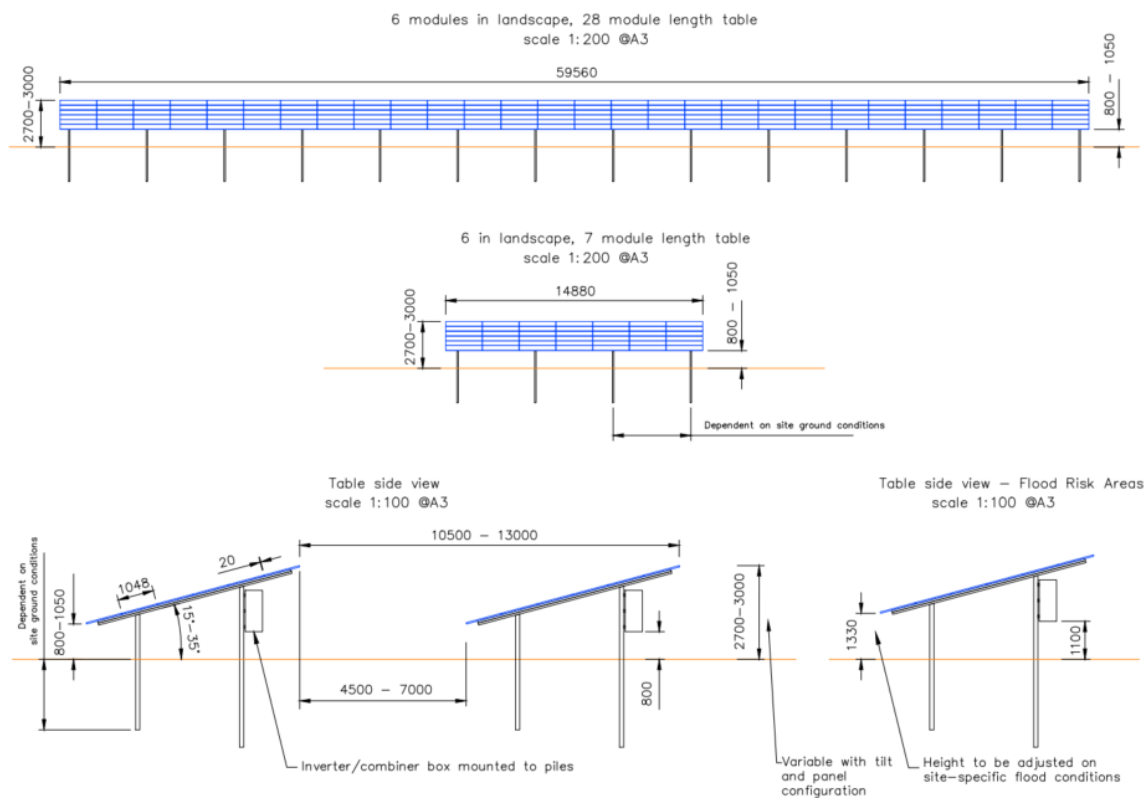 6 modules in landscape, 28 module length table
scale 1:200 @A3
59560
2700-3000
800 - 1050
6 in landscape, 7 module length table
scale 1:200 @A3
14880
2700-3000
800 - 1050
Dependent on site ground conditions
Table side view
scale 1:100 @A3
Table side view - Flood Risk Areas
scale 1:100 @A3
Dependent on
site ground conditions
800-1050
1048
20
15°-35°
10500 - 13000
4500 - 7000
800
2700-3000
1330
1100
Inverter/combiner box mounted to piles
Variable with tilt
and panel
configuration
Height to be adjusted on
site-specific flood conditions